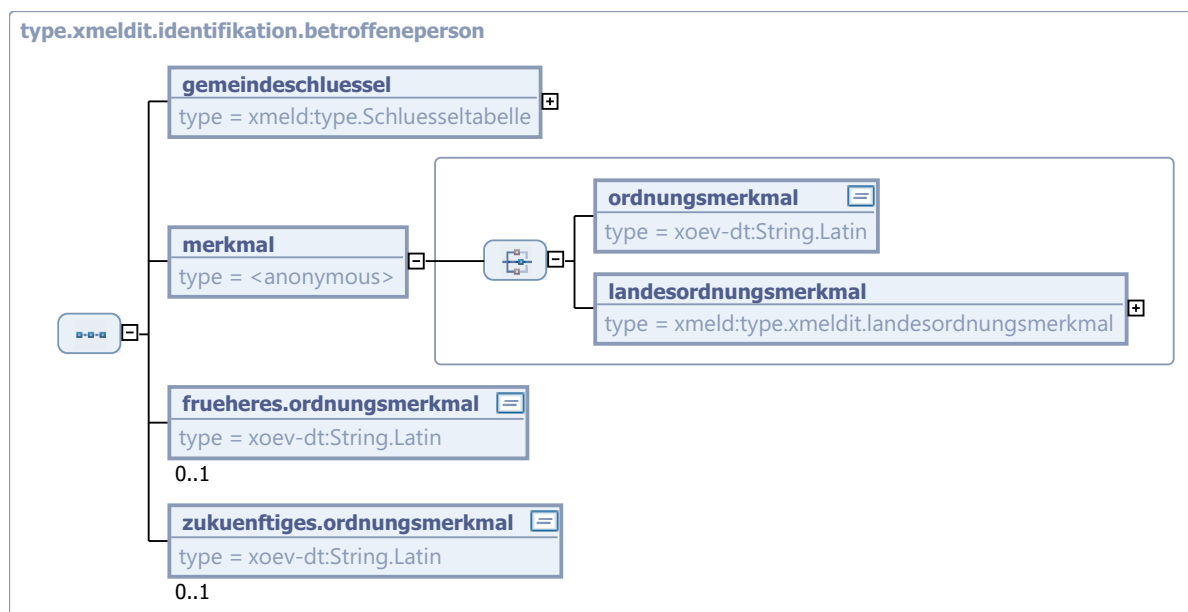 type.xmeldit.identifikation.betroffeneperson
gemeindeschluessel
type = xmeld:type.Schluesseltabelle
merkmal
type = <anonymous>
ordnungsmerkmal
type = xoev-dt:String.Latin
landesordnungsmerkmal
type = xmeld:type.xmeldit.landesordnungsmerkmal
frueheres.ordnungsmerkmal
type = xoev-dt:String.Latin
0..1
zukuenftiges.ordnungsmerkmal
type = xoev-dt:String.Latin
0..1